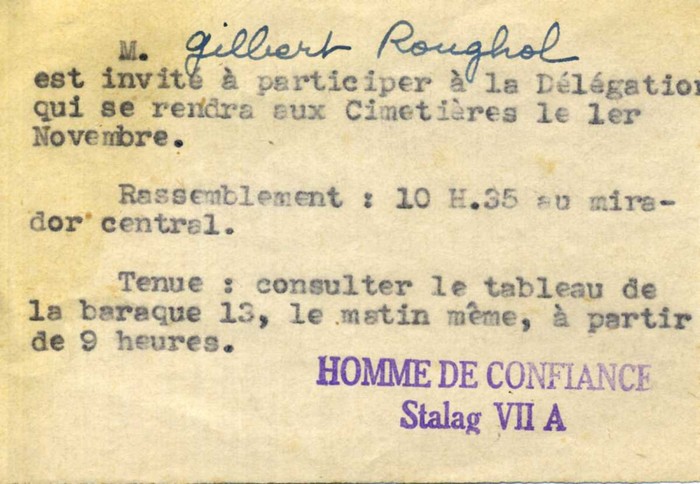 M. Gilbert Roughol
est invité à participer à la Délégation
qui se rendra aux Cimetières le 1er
Novembre.
Rassemblement : 10 H.35 au mira-
dor central.
Tenue : consulter le tableau de
la baraque 13, le matin même, à partir
de 9 heures.
HOMME DE CONFIANCE
Stalag VII A